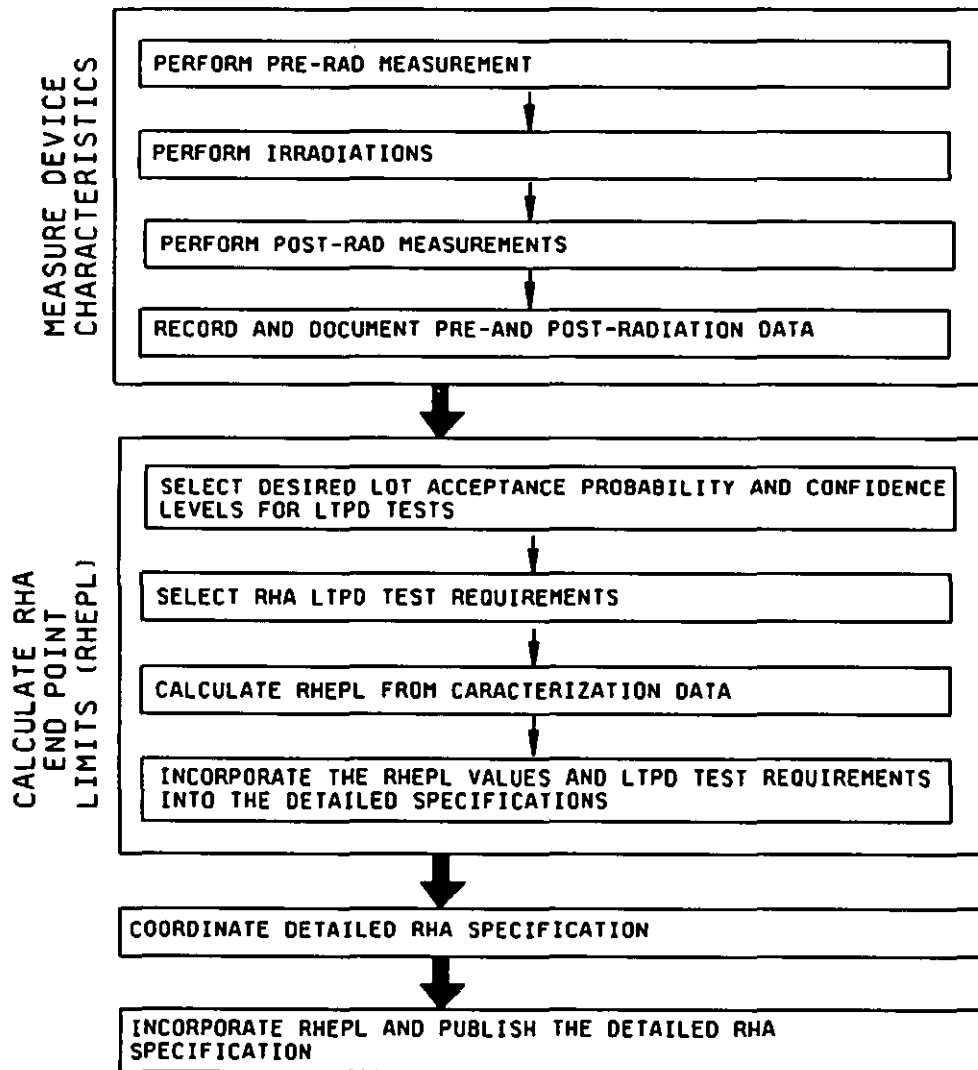 MEASURE DEVICE
CHARACTERISTICS
PERFORM PRE-RAD MEASUREMENT
PERFORM IRRADIATIONS
PERFORM POST-RAD MEASUREMENTS
RECORD AND DOCUMENT PRE-AND POST-RADIATION DATA
CALCULATE RHA
END POINT
LIMITS (RHEPL)
SELECT DESIRED LOT ACCEPTANCE PROBABILITY AND CONFIDENCE
LEVELS FOR LTPD TESTS
SELECT RHA LTPD TEST REQUIREMENTS
CALCULATE RHEPL FROM CARACTERIZATION DATA
INCORPORATE THE RHEPL VALUES AND LTPD TEST REQUIREMENTS
INTO THE DETAILED SPECIFICATIONS
COORDINATE DETAILED RHA SPECIFICATION
INCORPORATE RHEPL AND PUBLISH THE DETAILED RHA
SPECIFICATION